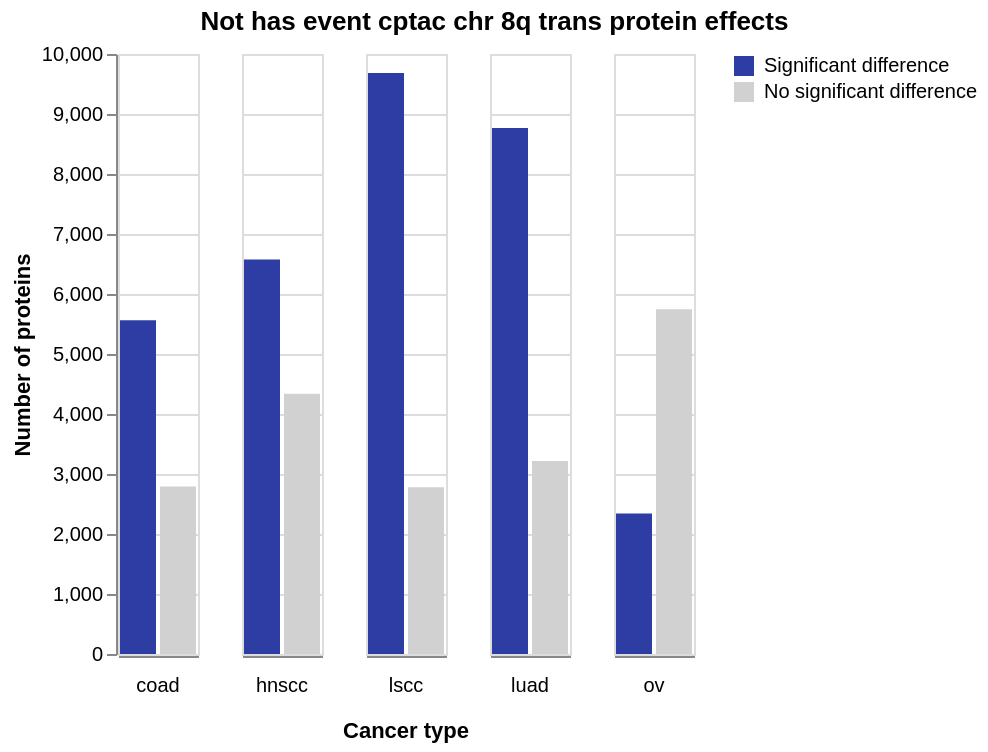 Not has event cptac chr 8q trans protein effects
Significant difference
No significant difference
Number of proteins
10,000
9,000
8,000
7,000
6,000
5,000
4,000
3,000
2,000
1,000
0
coad hnscc lscc luad ov
Cancer type